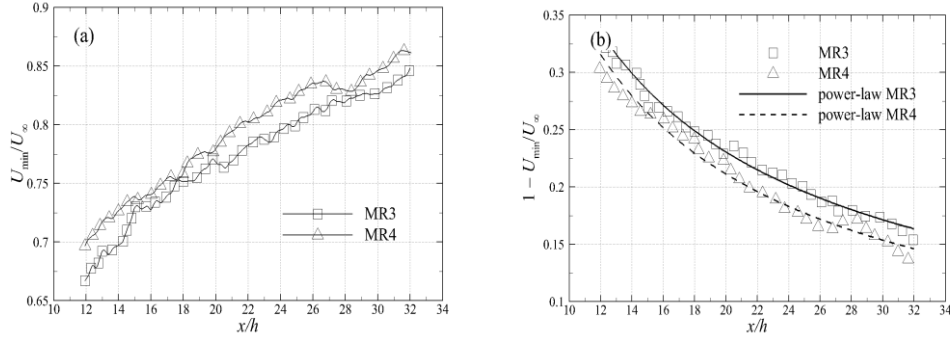 (a)
U_min/U_∞
0.9
0.85
0.8
0.75
0.7
0.65
MR3
MR4
10 12 14 16 18 20 22 24 26 28 30 32 34
x/h
(b)
1 − U_min/U_∞
0.35
0.3
0.25
0.2
0.15
0.1
MR3
MR4
power-law MR3
power-law MR4
10 12 14 16 18 20 22 24 26 28 30 32 34
x/h